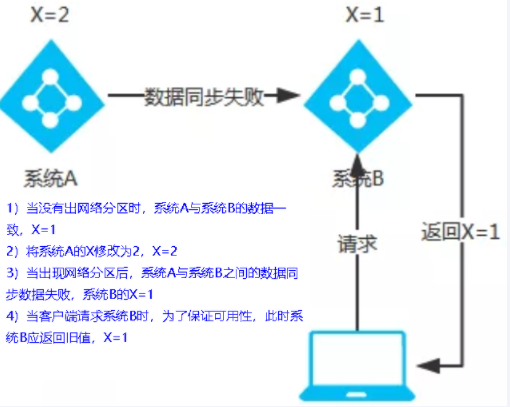 X=2
X=1
数据同步失败
系统A
系统B
1）当没有出网络分区时，系统A与系统B的数据一
致，X=1
2）将系统A的X修改为2，X=2
3）当出现网络分区后，系统A与系统B之间的数据同
步数据失败，系统B的X=1
4）当客户端请求系统B时，为了保证可用性，此时系
统B应返回旧值，X=1
请求
返回X=1